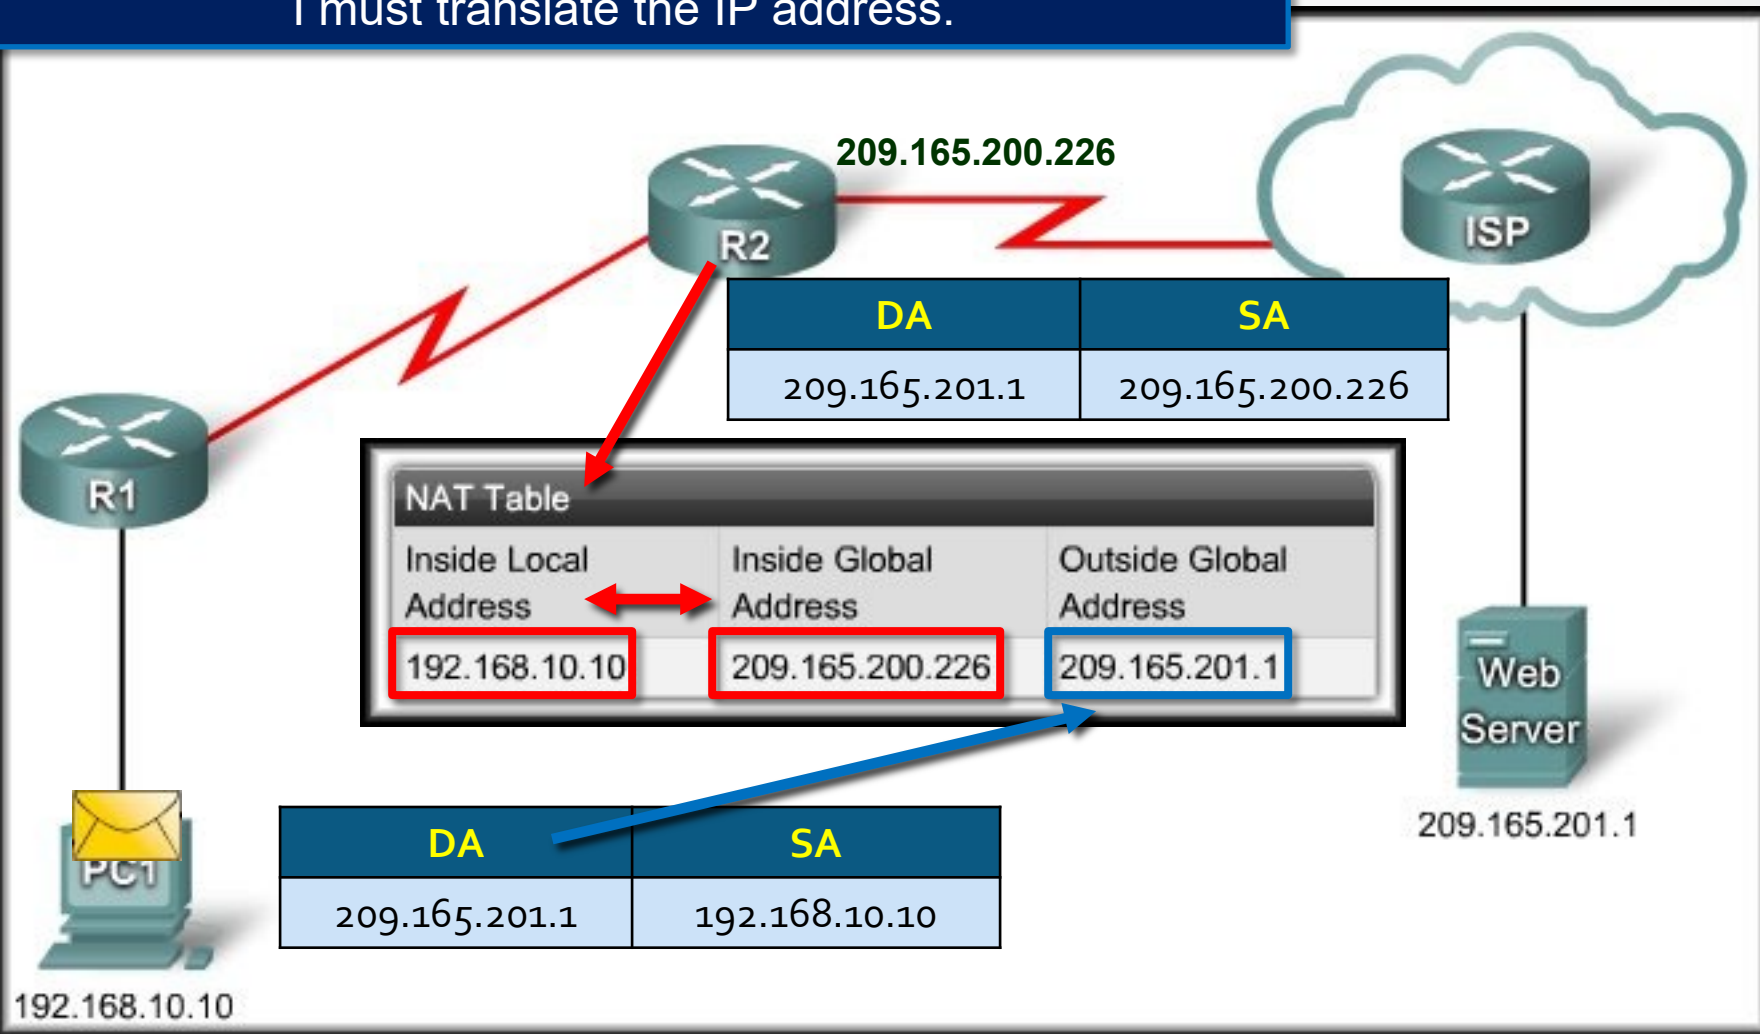 I must translate the IP address.
209.165.200.226
R2
ISP
DA SA
209.165.201.1 209.165.200.226
R1
NAT Table
Inside Local Address Inside Global Address Outside Global Address
192.168.10.10 209.165.200.226 209.165.201.1
Web
Server
209.165.201.1
DA SA
209.165.201.1 192.168.10.10
PC1
192.168.10.10